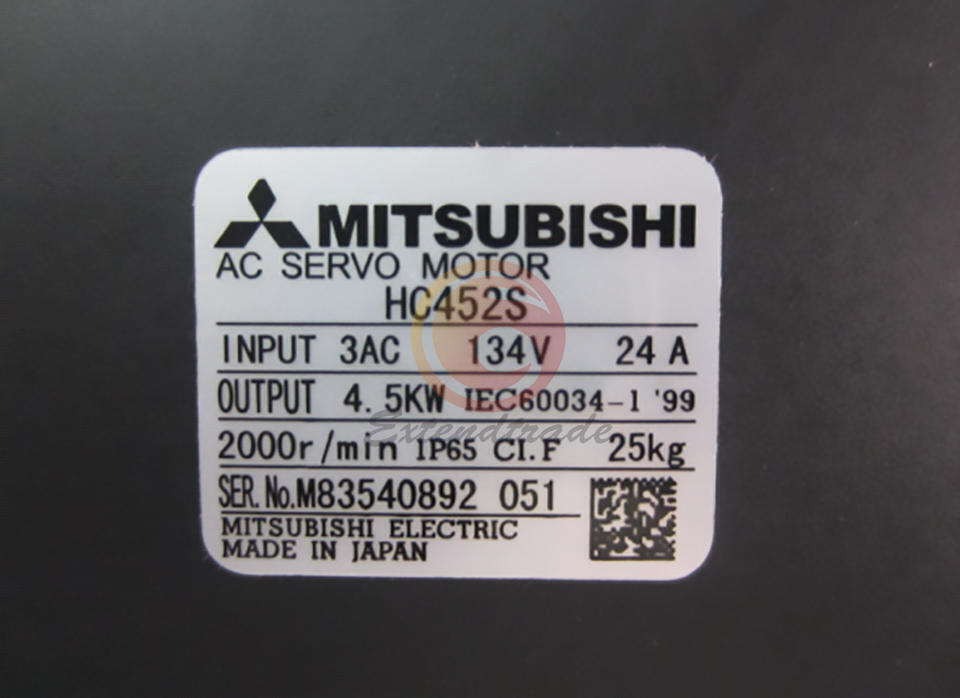 MITSUBISHI
AC SERVO MOTOR
HC452S
INPUT 3AC 134V 24 A
OUTPUT 4.5KW IEC60034-1 '99
2000r/min IP65 CI.F 25kg
SER.No.M83540892 051
MITSUBISHI ELECTRIC
MADE IN JAPAN
Extendtrade